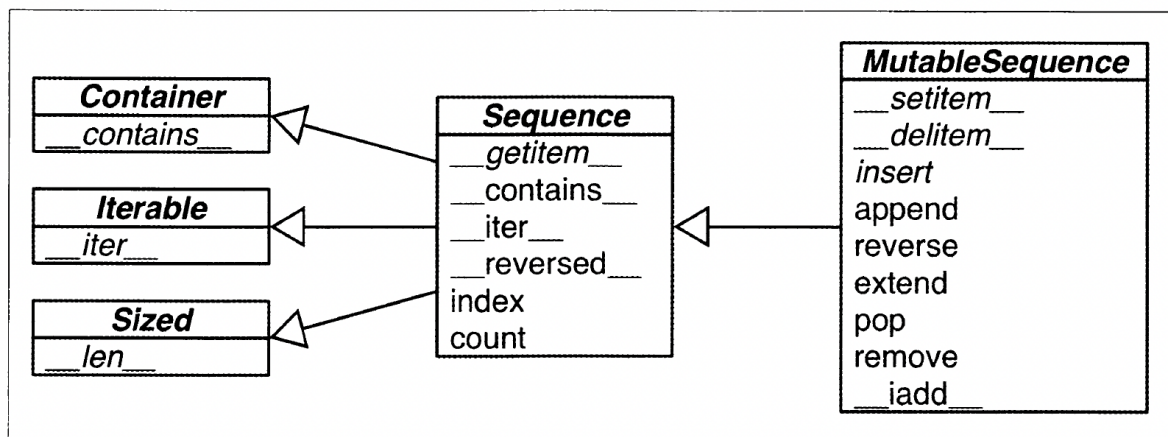 Container
__contains__
Iterable
__iter__
Sized
__len__
Sequence
__getitem__
__contains__
__iter__
__reversed__
index
count
MutableSequence
__setitem__
__delitem__
insert
append
reverse
extend
pop
remove
__iadd__